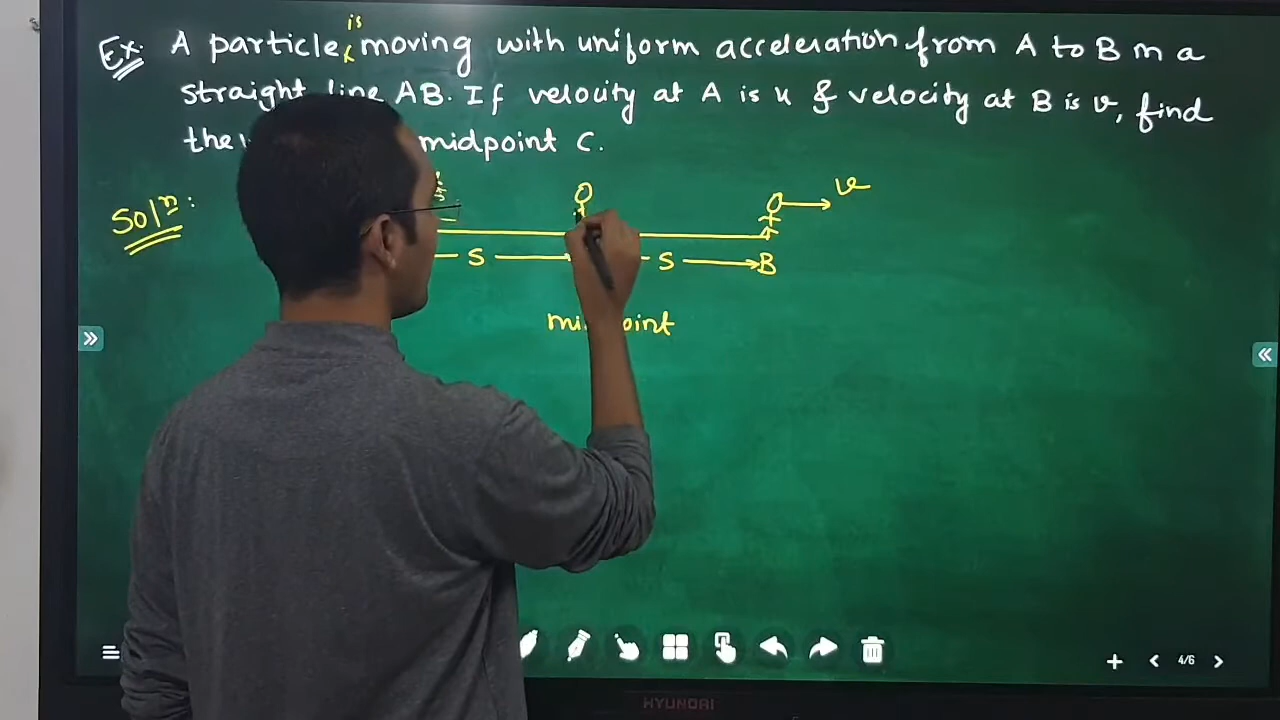 Ex. A particle is moving with uniform acceleration from A to B in a
straight line AB. If velocity at A is u & velocity at B is v, find
the midpoint C.
Solⁿ:
v
S S B
4/6
HYUNDAI